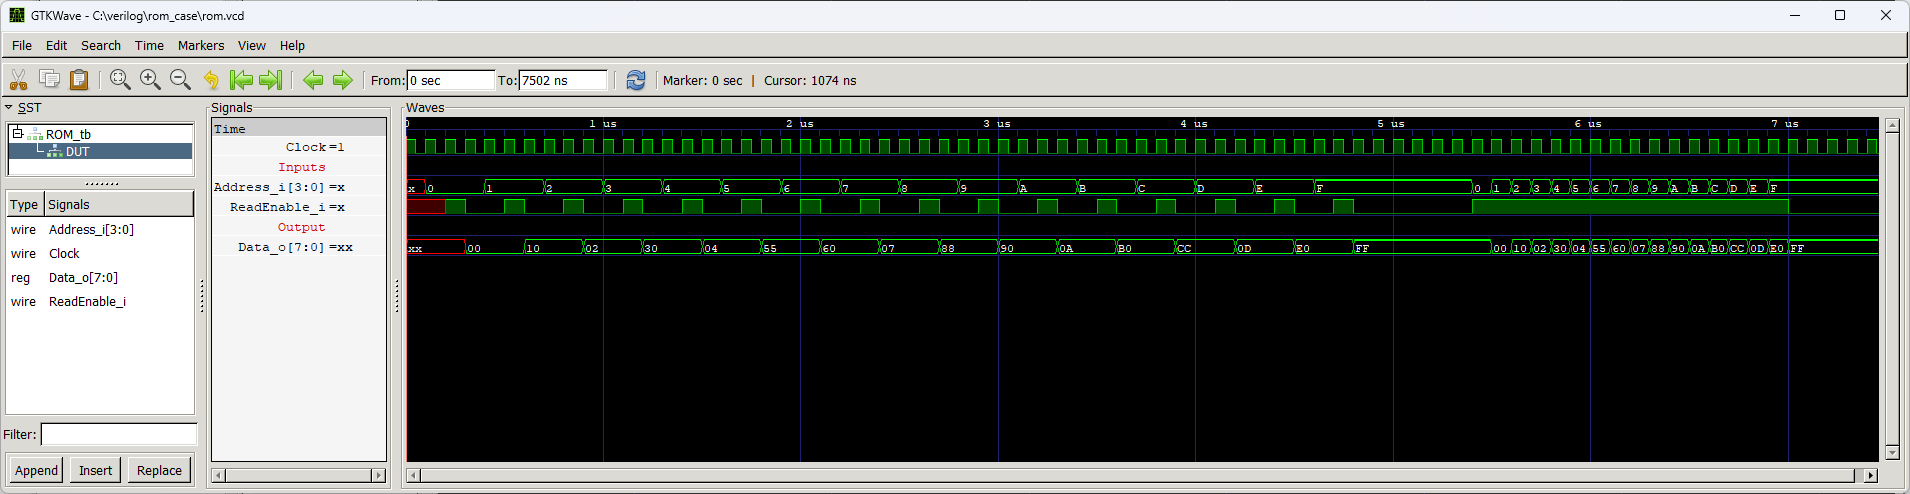 GTKWave - C:\verilog\rom_case\rom.vcd
File Edit Search Time Markers View Help
From: 0 sec To: 7502 ns Marker: 0 sec | Cursor: 1074 ns
SST
ROM_tb
DUT
Type Signals
wire Address_i[3:0]
wire Clock
reg Data_o[7:0]
wire ReadEnable_i
Filter:
Append Insert Replace
Signals
Time
Clock=1
Inputs
Address_i[3:0]=x
ReadEnable_i=x
Output
Data_o[7:0]=xx
Waves
0 1 us 2 us 3 us 4 us 5 us 6 us 7 us
x 0 1 2 3 4 5 6 7 8 9 A B C D E F 0 1 2 3 4 5 6 7 8 9 A B C D E F
xx 00 10 02 30 04 55 60 07 88 90 0A B0 CC 0D E0 FF 00 10 02 30 04 55 60 07 88 90 0A B0 CC 0D E0 FF